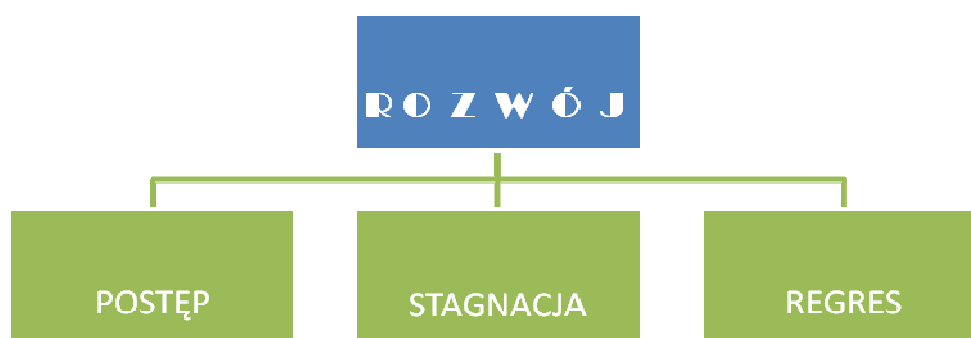 R O Z W Ó J
POSTĘP
STAGNACJA
REGRES